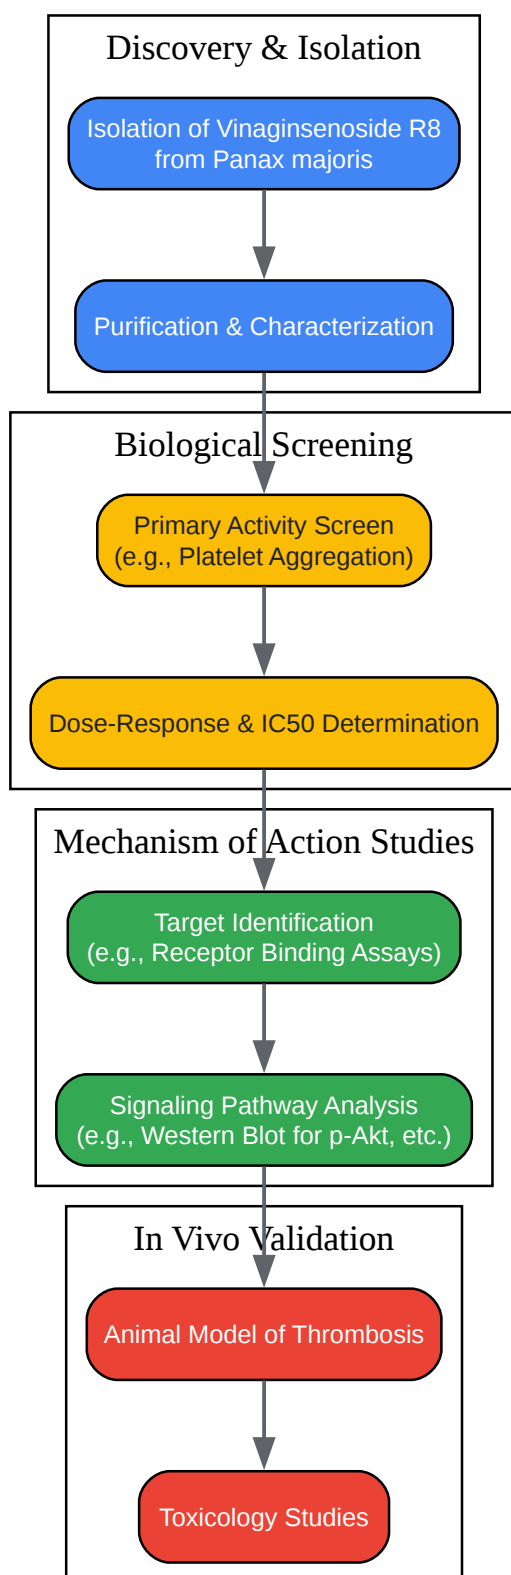 Discovery & Isolation
Isolation of Vinaginsenoside R8
from Panax majoris
Purification & Characterization
Biological Screening
Primary Activity Screen
(e.g., Platelet Aggregation)
Dose-Response & IC50 Determination
Mechanism of Action Studies
Target Identification
(e.g., Receptor Binding Assays)
Signaling Pathway Analysis
(e.g., Western Blot for p-Akt, etc.)
In Vivo Validation
Animal Model of Thrombosis
Toxicology Studies